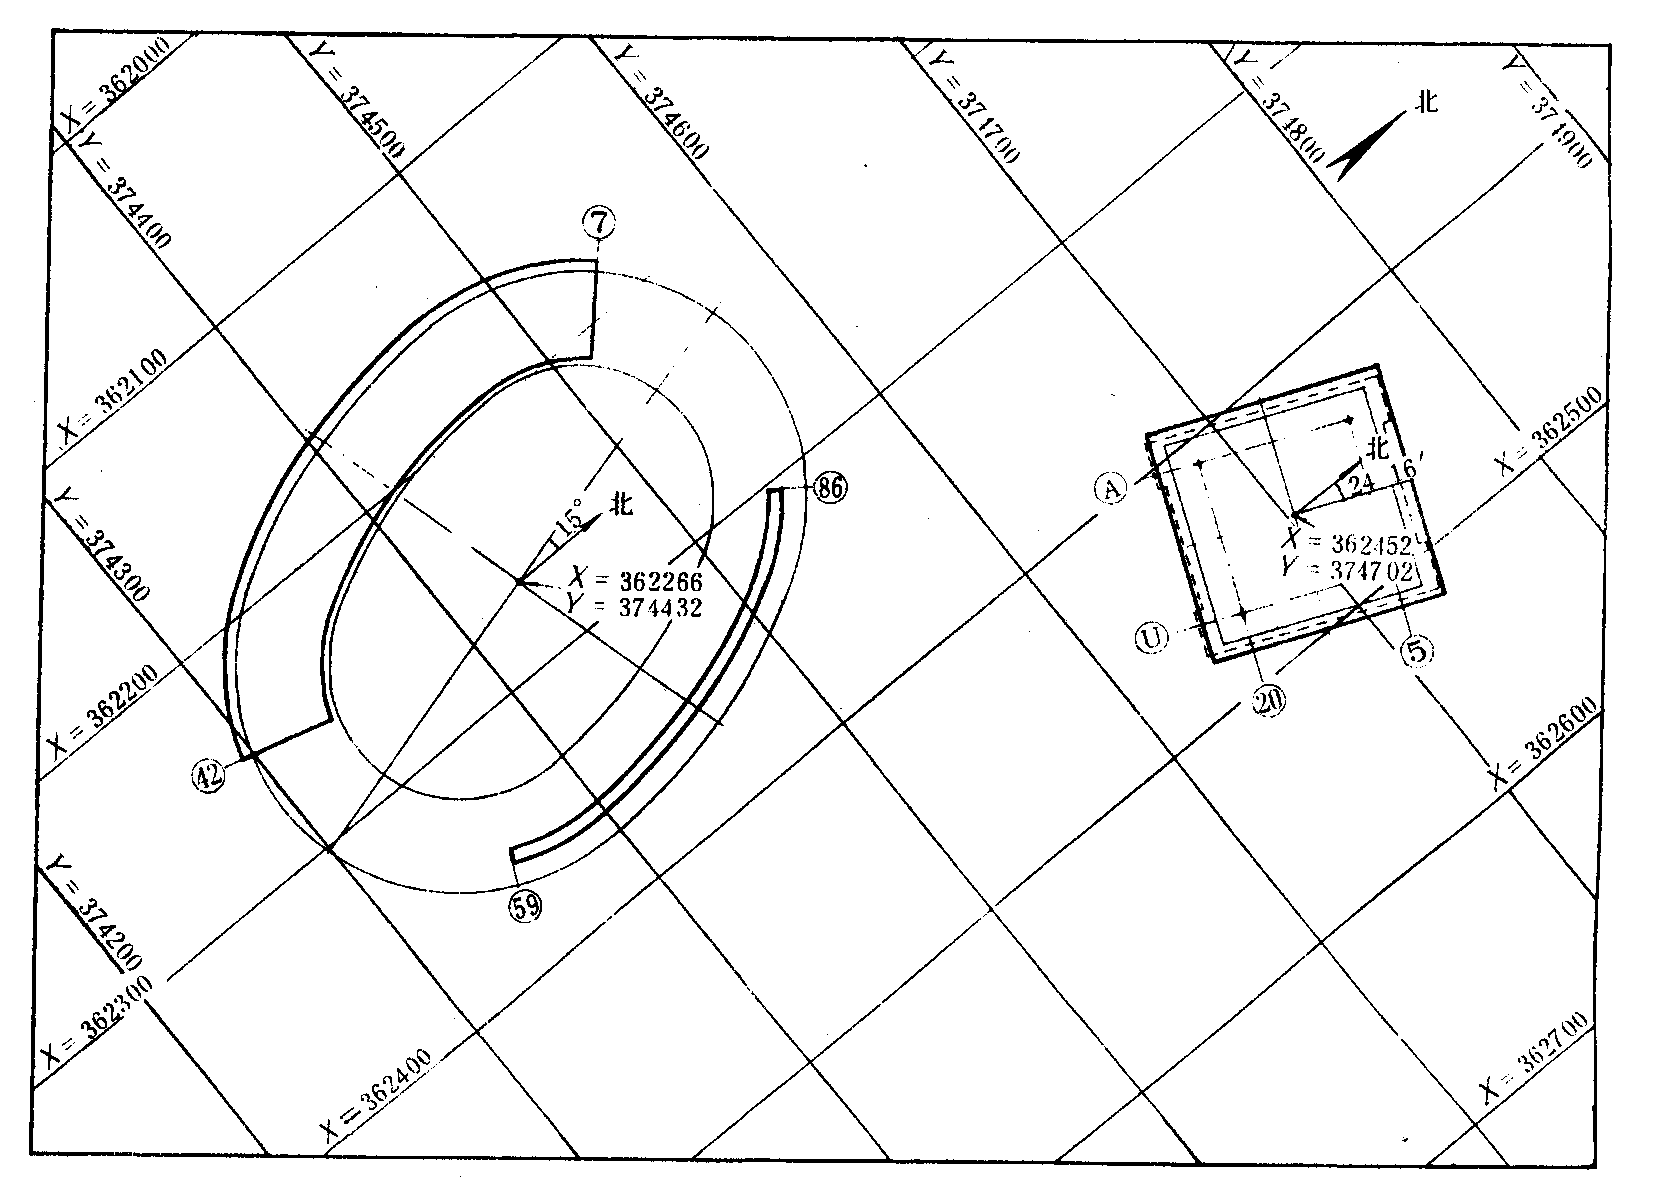 X = 362000
Y = 374500
Y = 374600
Y = 374700
Y = 374800
Y = 374900
北
Y = 374400
⑦
X = 362100
X = 362500
北
24 16′
Ⓐ
86
Y = 374300
15°
北
X = 362266
Y = 374432
X = 362452
Y = 374702
Ⓤ
⑤
⑳
X = 362200
㊷
X = 362600
59
Y = 374200
X = 362300
X = 362400
X = 362700